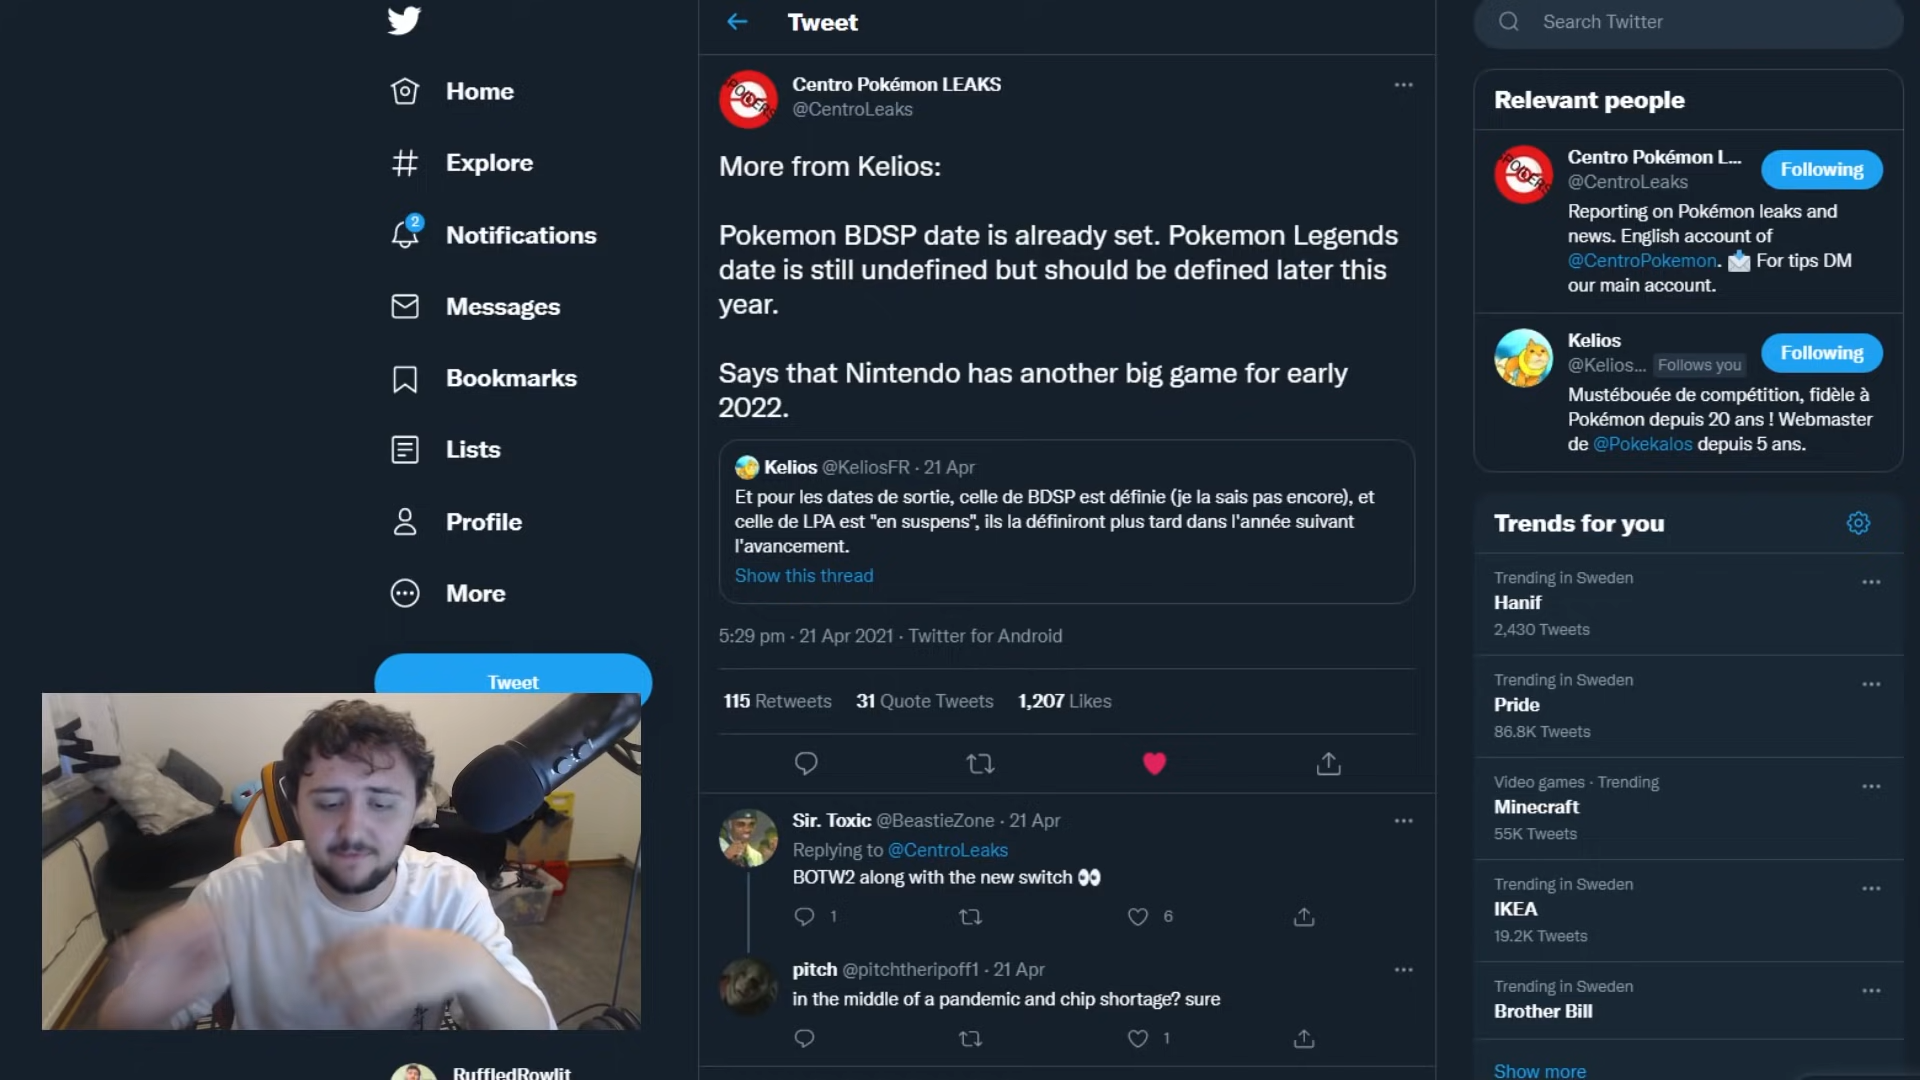 Home
Explore
2
Notifications
Messages
Bookmarks
Lists
Profile
More
Tweet
RuffledRowlit
Tweet
Centro Pokémon LEAKS
@CentroLeaks
More from Kelios:
Pokemon BDSP date is already set. Pokemon Legends
date is still undefined but should be defined later this
year.
Says that Nintendo has another big game for early
2022.
Kelios @KeliosFR · 21 Apr
Et pour les dates de sortie, celle de BDSP est définie (je la sais pas encore), et
celle de LPA est "en suspens", ils la définiront plus tard dans l'année suivant
l'avancement.
Show this thread
5:29 pm · 21 Apr 2021 · Twitter for Android
115 Retweets 31 Quote Tweets 1,207 Likes
Sir. Toxic @BeastieZone · 21 Apr
Replying to @CentroLeaks
BOTW2 along with the new switch 👀
1 6
pitch @pitchtheripoff1 · 21 Apr
in the middle of a pandemic and chip shortage? sure
1
Search Twitter
Relevant people
Centro Pokémon L...
@CentroLeaks
Following
Reporting on Pokémon leaks and
news. English account of
@CentroPokemon. 📩 For tips DM
our main account.
Kelios
@Kelios... Follows you
Following
Mustébouée de compétition, fidèle à
Pokémon depuis 20 ans ! Webmaster
de @Pokekalos depuis 5 ans.
Trends for you
Trending in Sweden
Hanif
2,430 Tweets
Trending in Sweden
Pride
86.8K Tweets
Video games · Trending
Minecraft
55K Tweets
Trending in Sweden
IKEA
19.2K Tweets
Trending in Sweden
Brother Bill
Show more